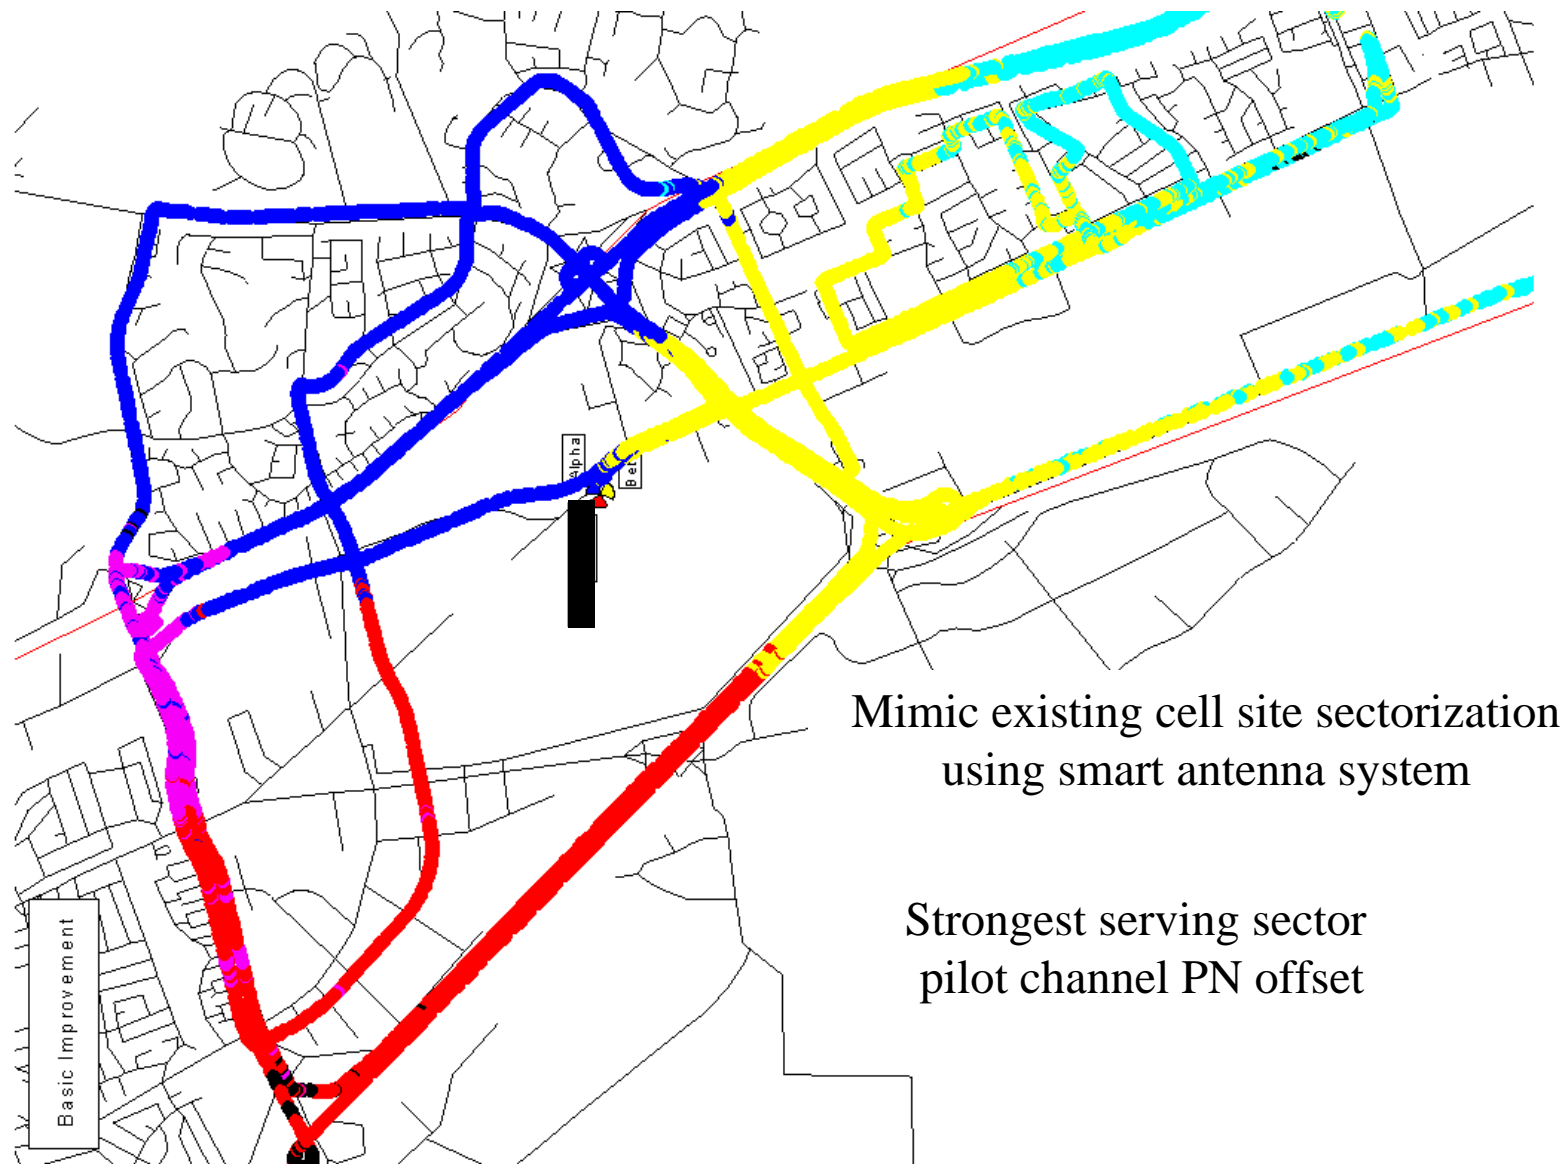 Alpha
Mimic existing cell site sectorization
using smart antenna system
Strongest serving sector
pilot channel PN offset
Basic Improvement